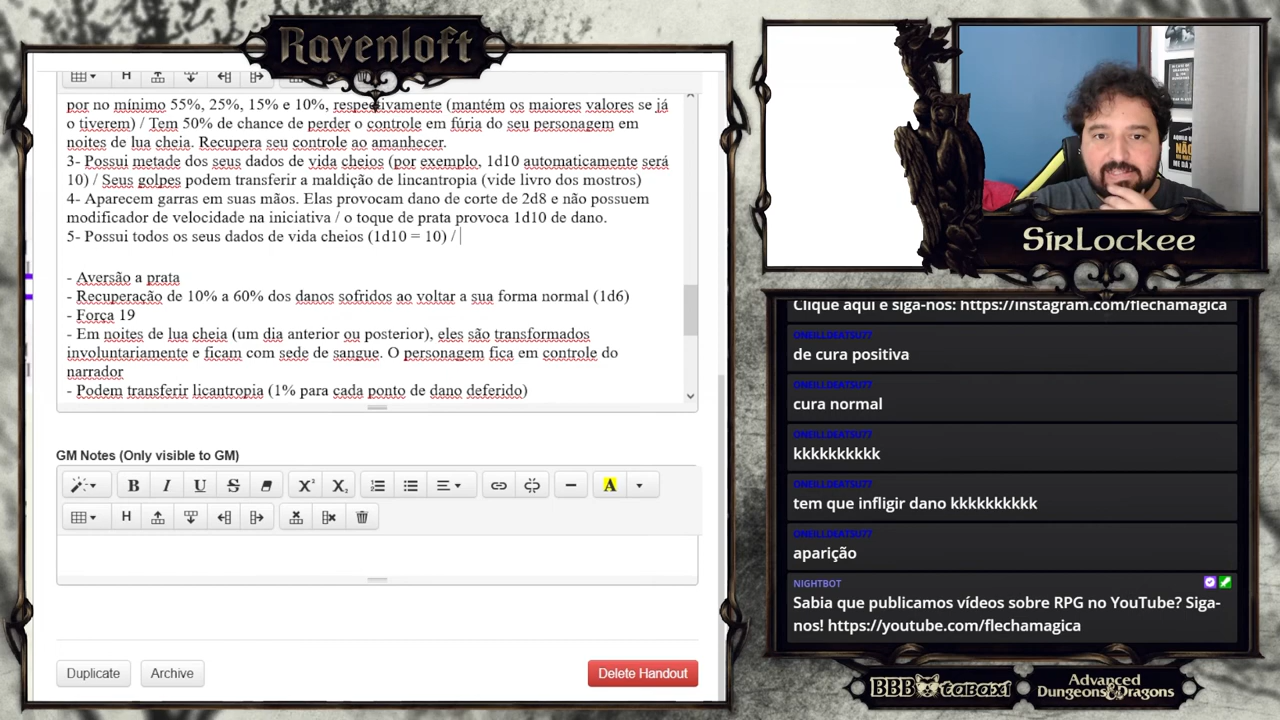 Ravenloft
por no mínimo 55%, 25%, 15% e 10%, respectivamente (mantém os maiores valores se já
o tiverem) / Tem 50% de chance de perder o controle em fúria do seu personagem em
noites de lua cheia. Recupera seu controle ao amanhecer.
3- Possui metade dos seus dados de vida cheios (por exemplo, 1d10 automaticamente será
10) / Seus golpes podem transferir a maldição de lincantropia (vide livro dos mostros)
4- Aparecem garras em suas mãos. Elas provocam dano de corte de 2d8 e não possuem
modificador de velocidade na iniciativa / o toque de prata provoca 1d10 de dano.
5- Possui todos os seus dados de vida cheios (1d10 = 10) /
- Aversão a prata
- Recuperação de 10% a 60% dos danos sofridos ao voltar a sua forma normal (1d6)
- Força 19
- Em noites de lua cheia (um dia anterior ou posterior), eles são transformados
involuntariamente e ficam com sede de sangue. O personagem fica em controle do
narrador
- Podem transferir licantropia (1% para cada ponto de dano deferido)
GM Notes (Only visible to GM)
Duplicate
Archive
Delete Handout
SírLockee
Clique aqui e siga-nos: https://instagram.com/flechamagica
ONEILLDEATSU77
de cura positiva
ONEILLDEATSU77
cura normal
ONEILLDEATSU77
kkkkkkkkkk
ONEILLDEATSU77
tem que infligir dano kkkkkkkkkk
ONEILLDEATSU77
aparição
NIGHTBOT
Sabia que publicamos vídeos sobre RPG no YouTube? Siga-
nos! https://youtube.com/flechamagica
BBB tabaxi
Advanced
Dungeons & Dragons